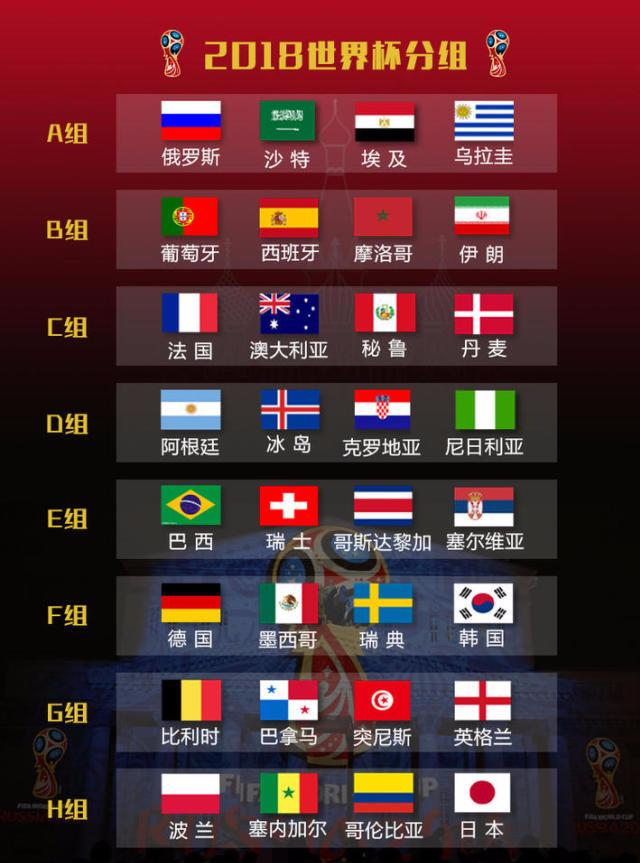 2018世界杯分组
A组
俄罗斯 沙特 埃及 乌拉圭
B组
葡萄牙 西班牙 摩洛哥 伊朗
C组
法国 澳大利亚 秘鲁 丹麦
D组
阿根廷 冰岛 克罗地亚 尼日利亚
E组
巴西 瑞士 哥斯达黎加 塞尔维亚
F组
德国 墨西哥 瑞典 韩国
G组
比利时 巴拿马 突尼斯 英格兰
H组
波兰 塞内加尔 哥伦比亚 日本